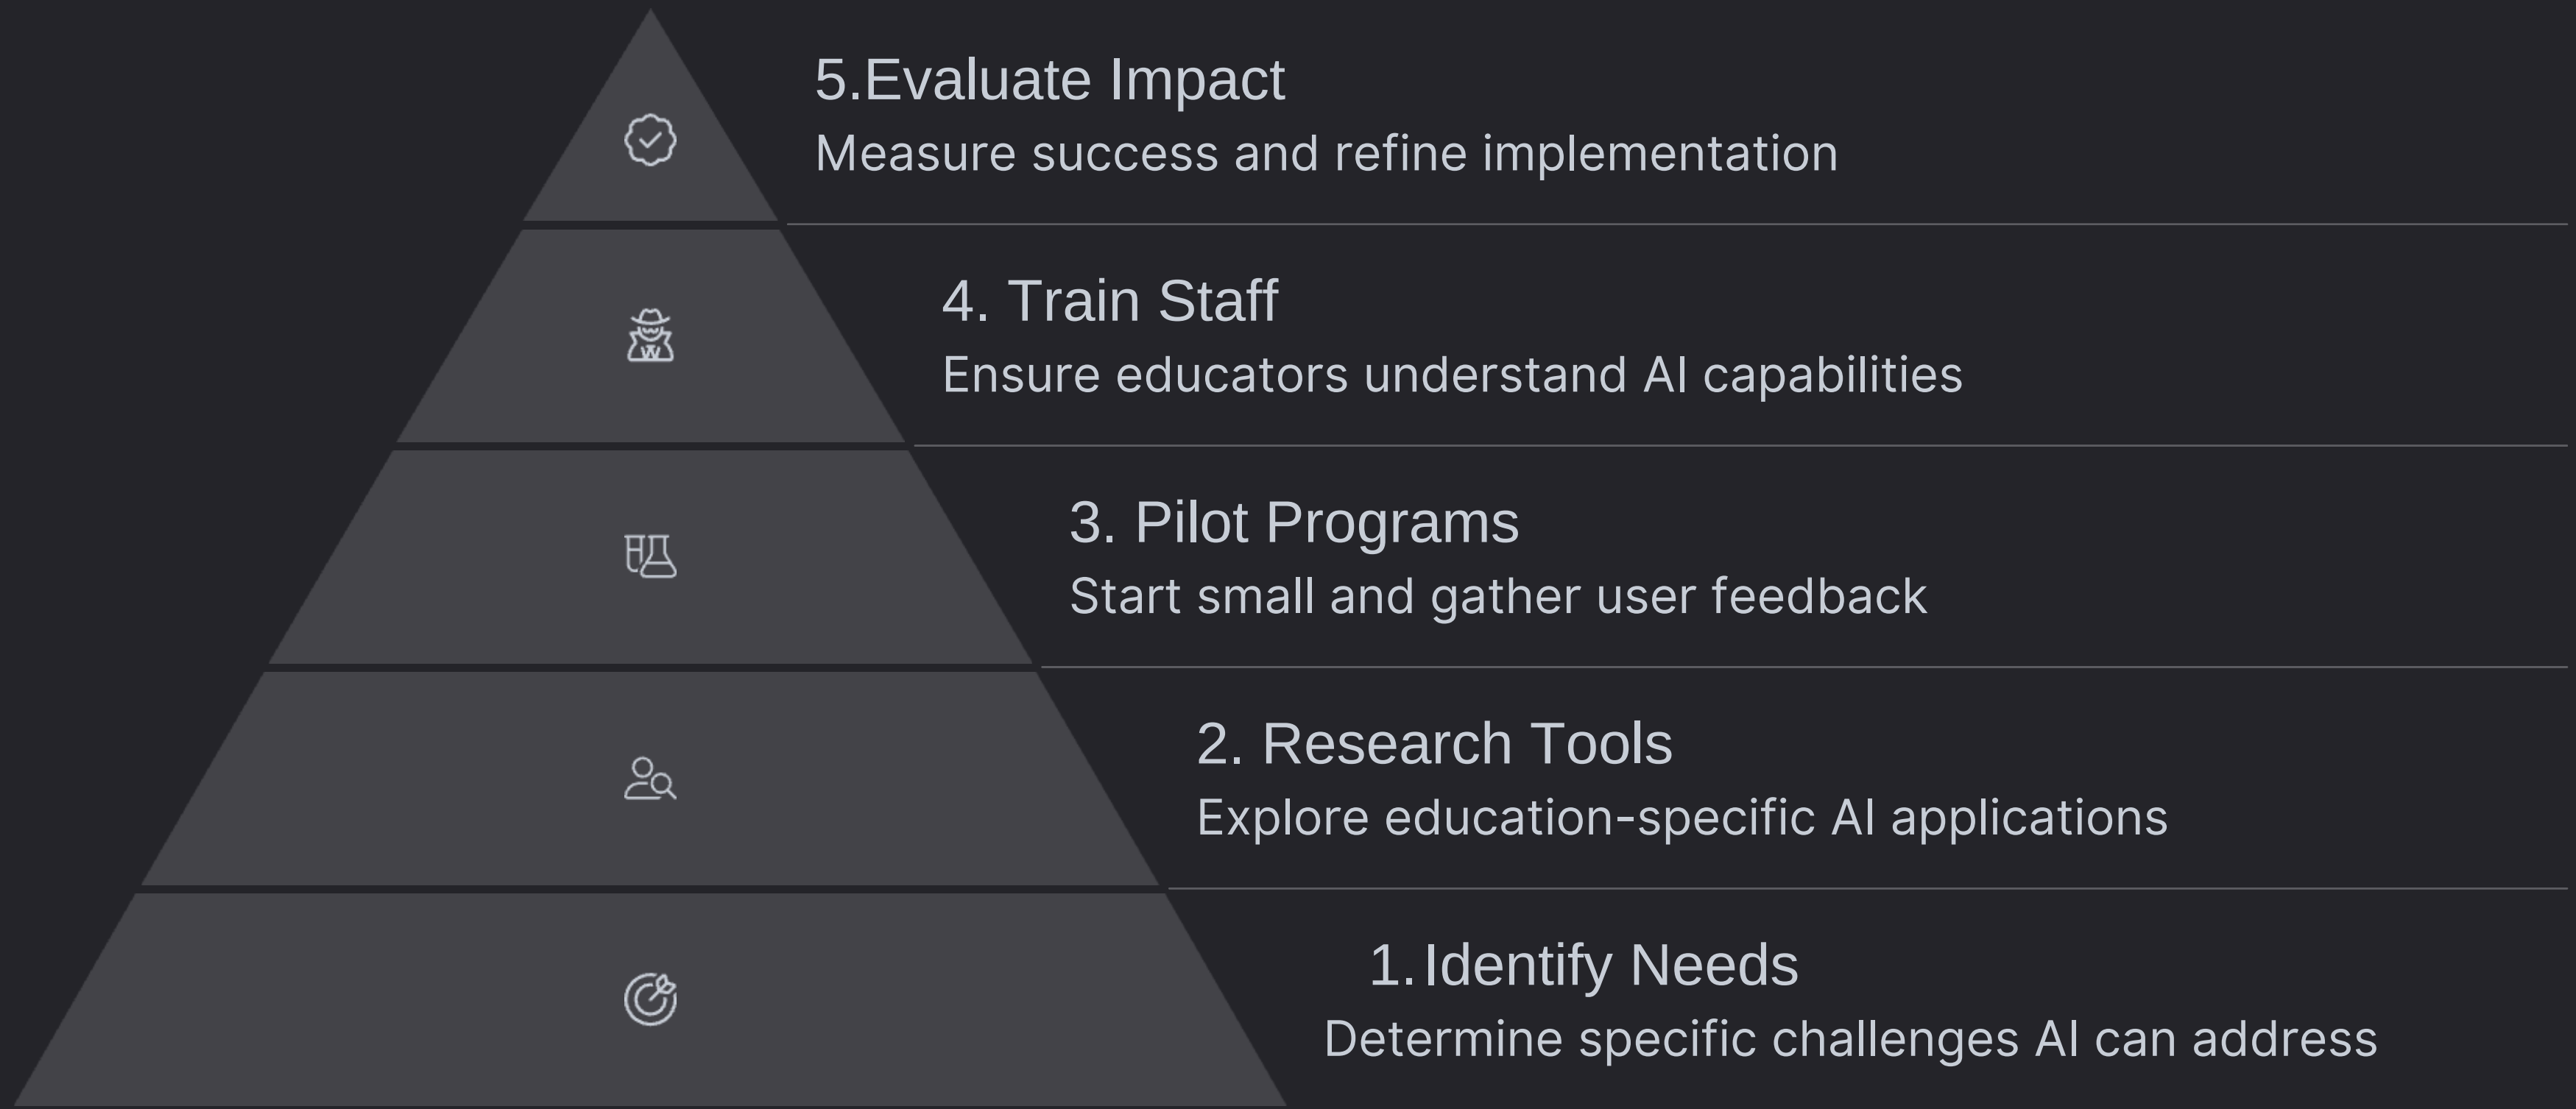 5.Evaluate Impact
Measure success and refine implementation
4. Train Staff
Ensure educators understand AI capabilities
3. Pilot Programs
Start small and gather user feedback
2. Research Tools
Explore education-specific AI applications
1. Identify Needs
Determine specific challenges AI can address